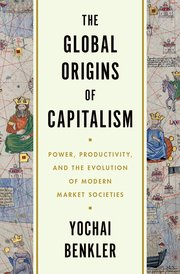 THE
GLOBAL
ORIGINS
OF
CAPITALISM
POWER, PRODUCTIVITY,
AND THE EVOLUTION OF
MODERN
MARKET SOCIETIES
YOCHAI
BENKLER